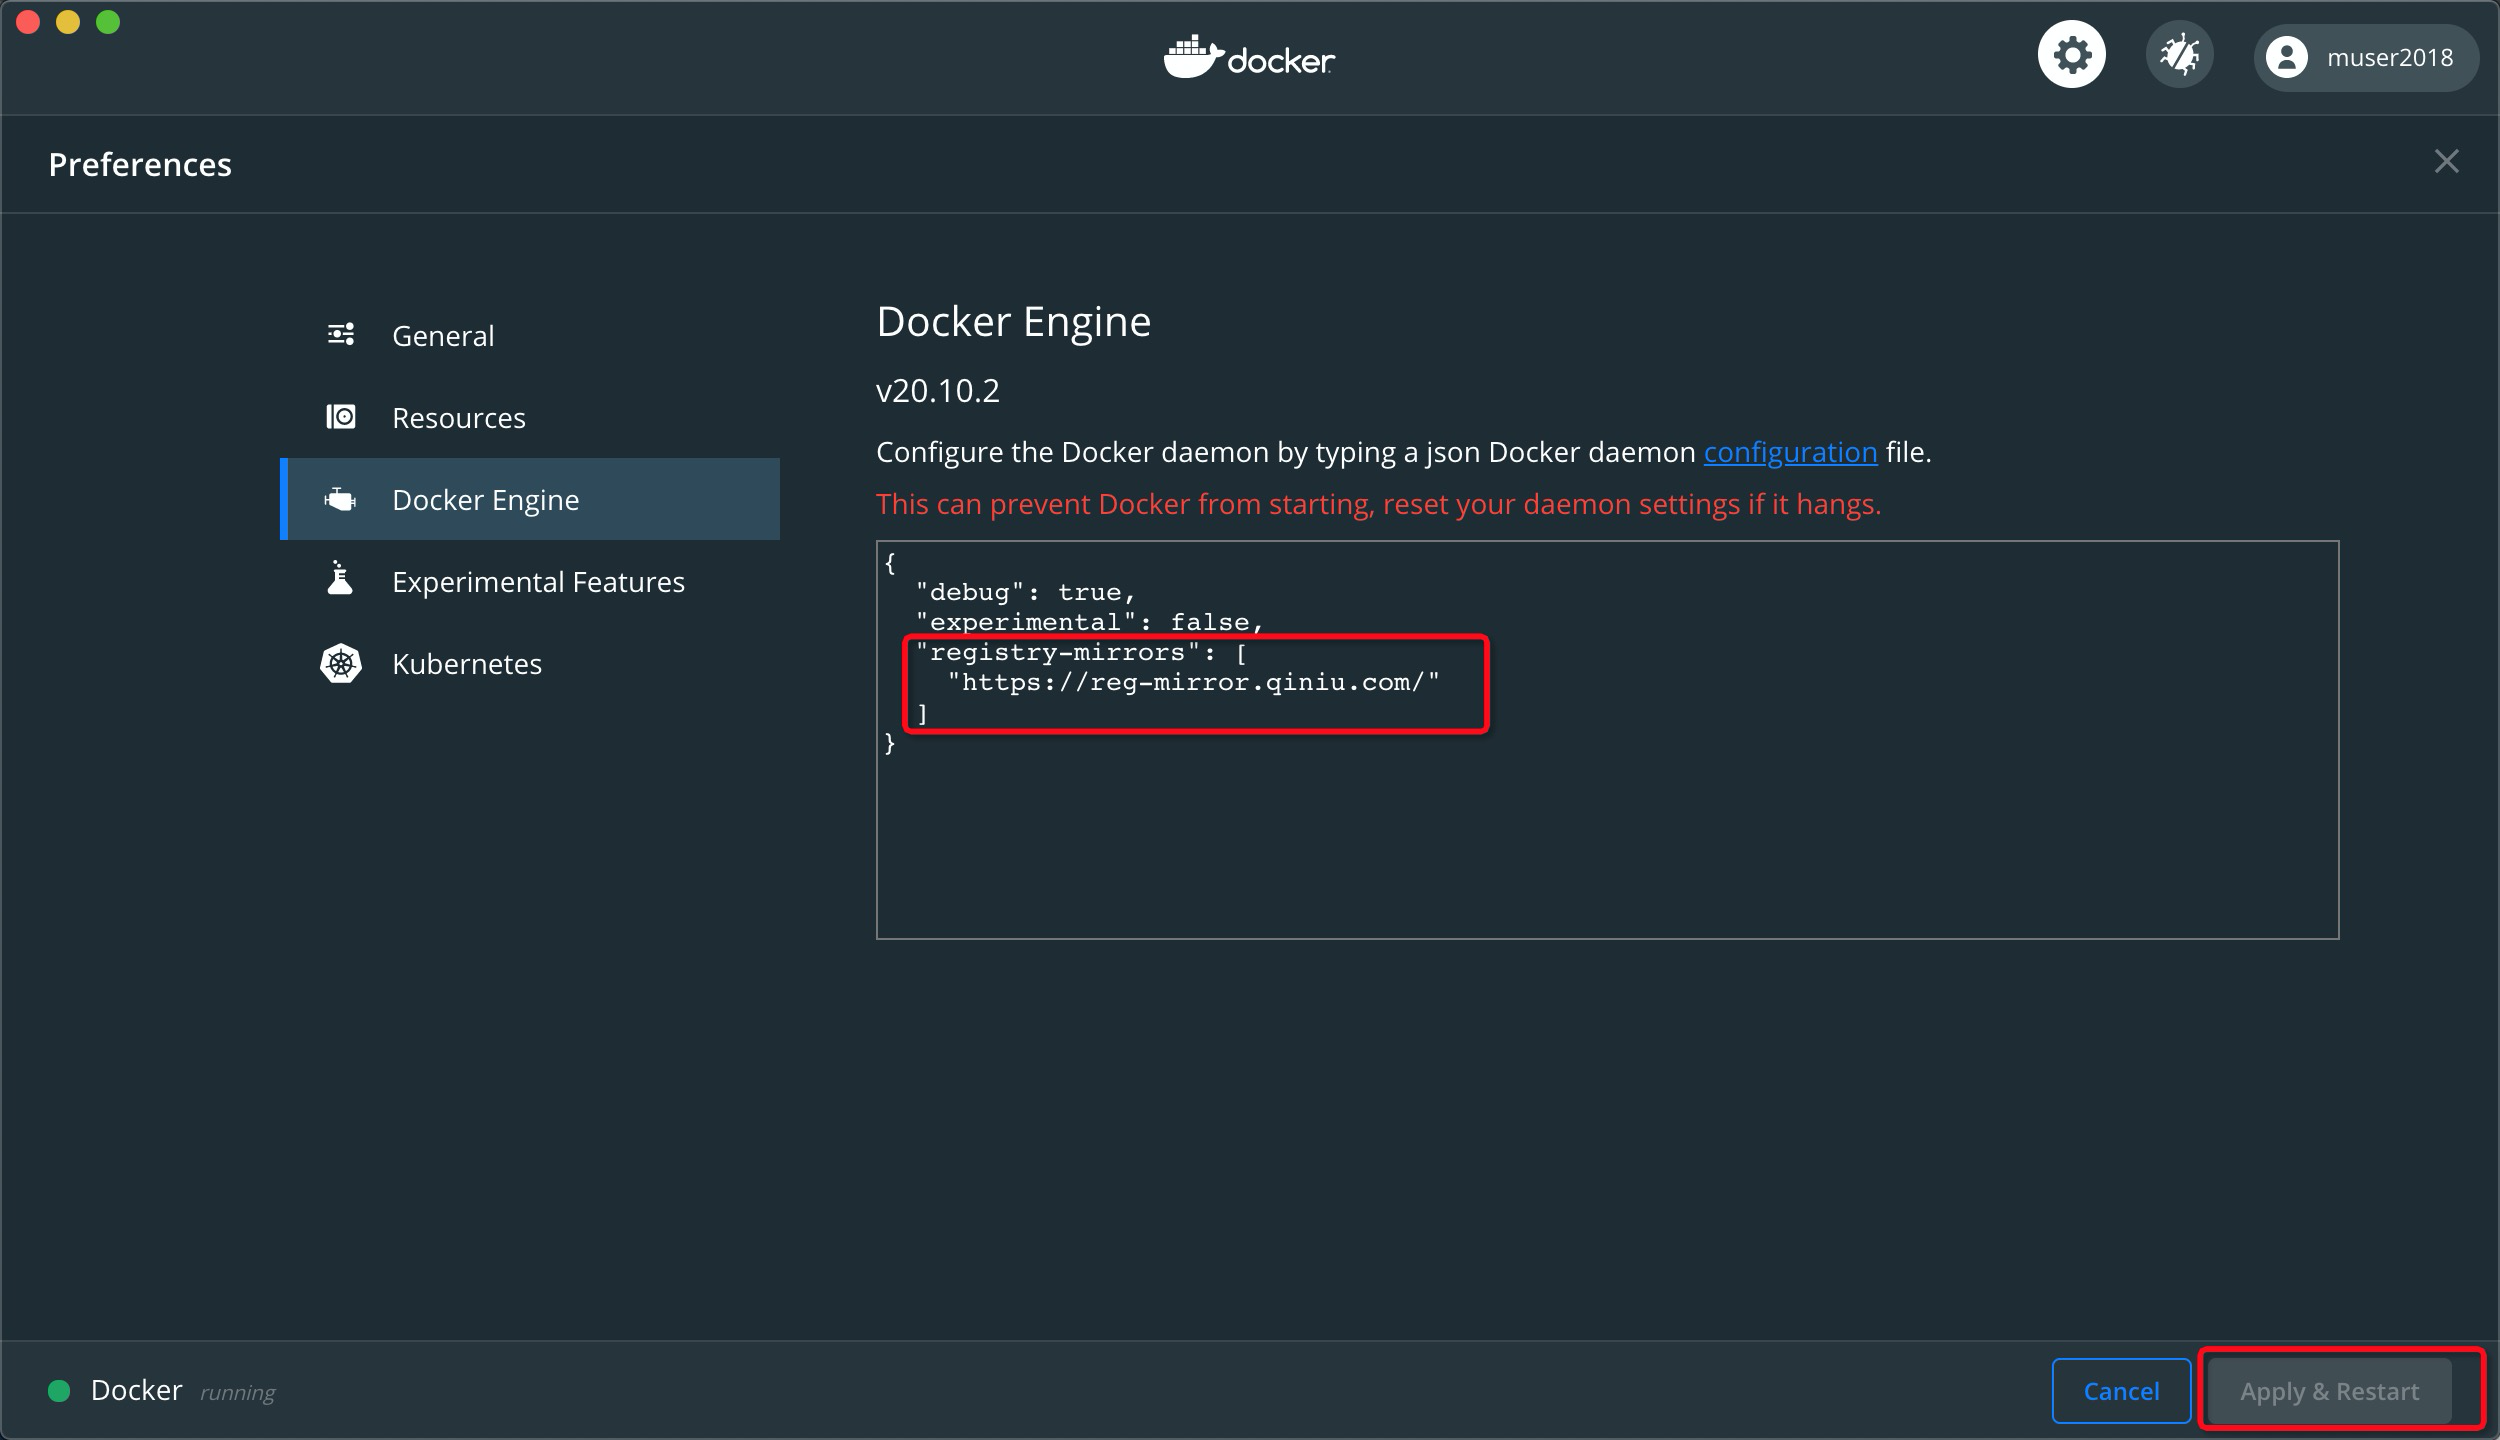 docker
muser2018
Preferences
General
Resources
Docker Engine
Experimental Features
Kubernetes
Docker Engine
v20.10.2
Configure the Docker daemon by typing a json Docker daemon configuration file.
This can prevent Docker from starting, reset your daemon settings if it hangs.
{
  "debug": true,
  "experimental": false,
  "registry-mirrors": [
    "https://reg-mirror.qiniu.com/"
  ]
}
Docker running
Cancel
Apply & Restart